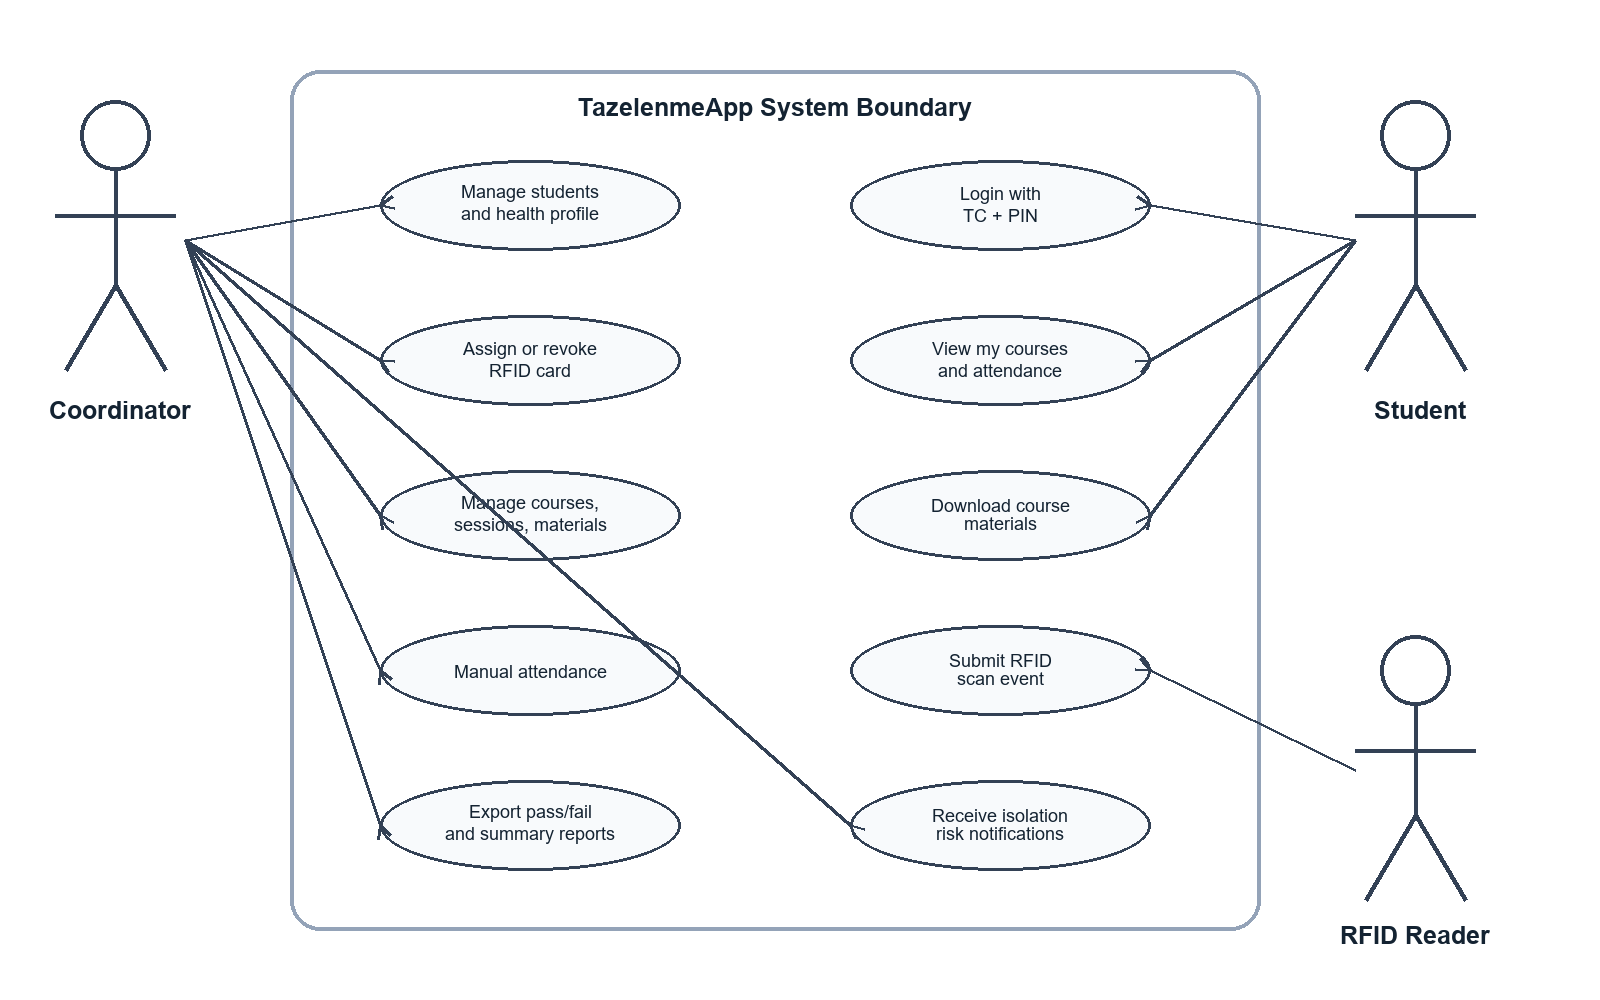 TazelenmeApp System Boundary
Manage students
and health profile
Login with
TC + PIN
Assign or revoke
RFID card
View my courses
and attendance
Coordinator
Student
Manage courses,
sessions, materials
Download course
materials
Manual attendance
Submit RFID
scan event
Export pass/fail
and summary reports
Receive isolation
risk notifications
RFID Reader